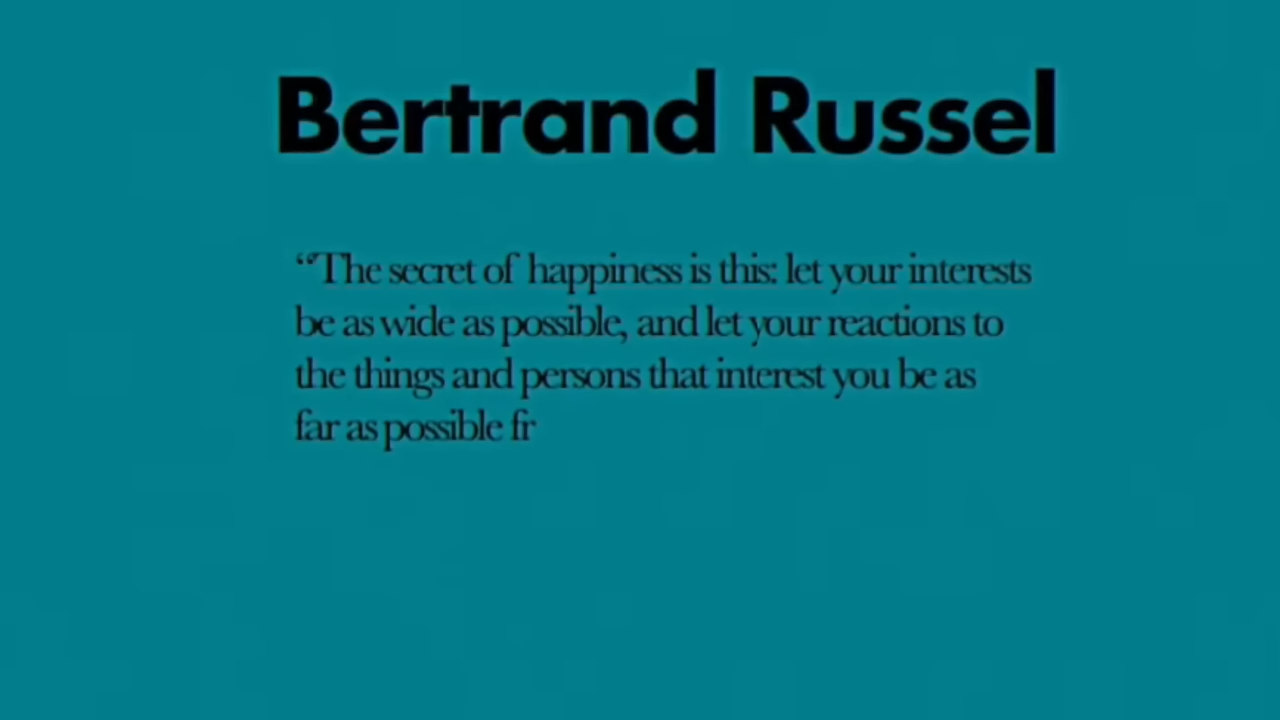 Bertrand Russel
“The secret of happiness is this: let your interests
be as wide as possible, and let your reactions to
the things and persons that interest you be as
far as possible fr